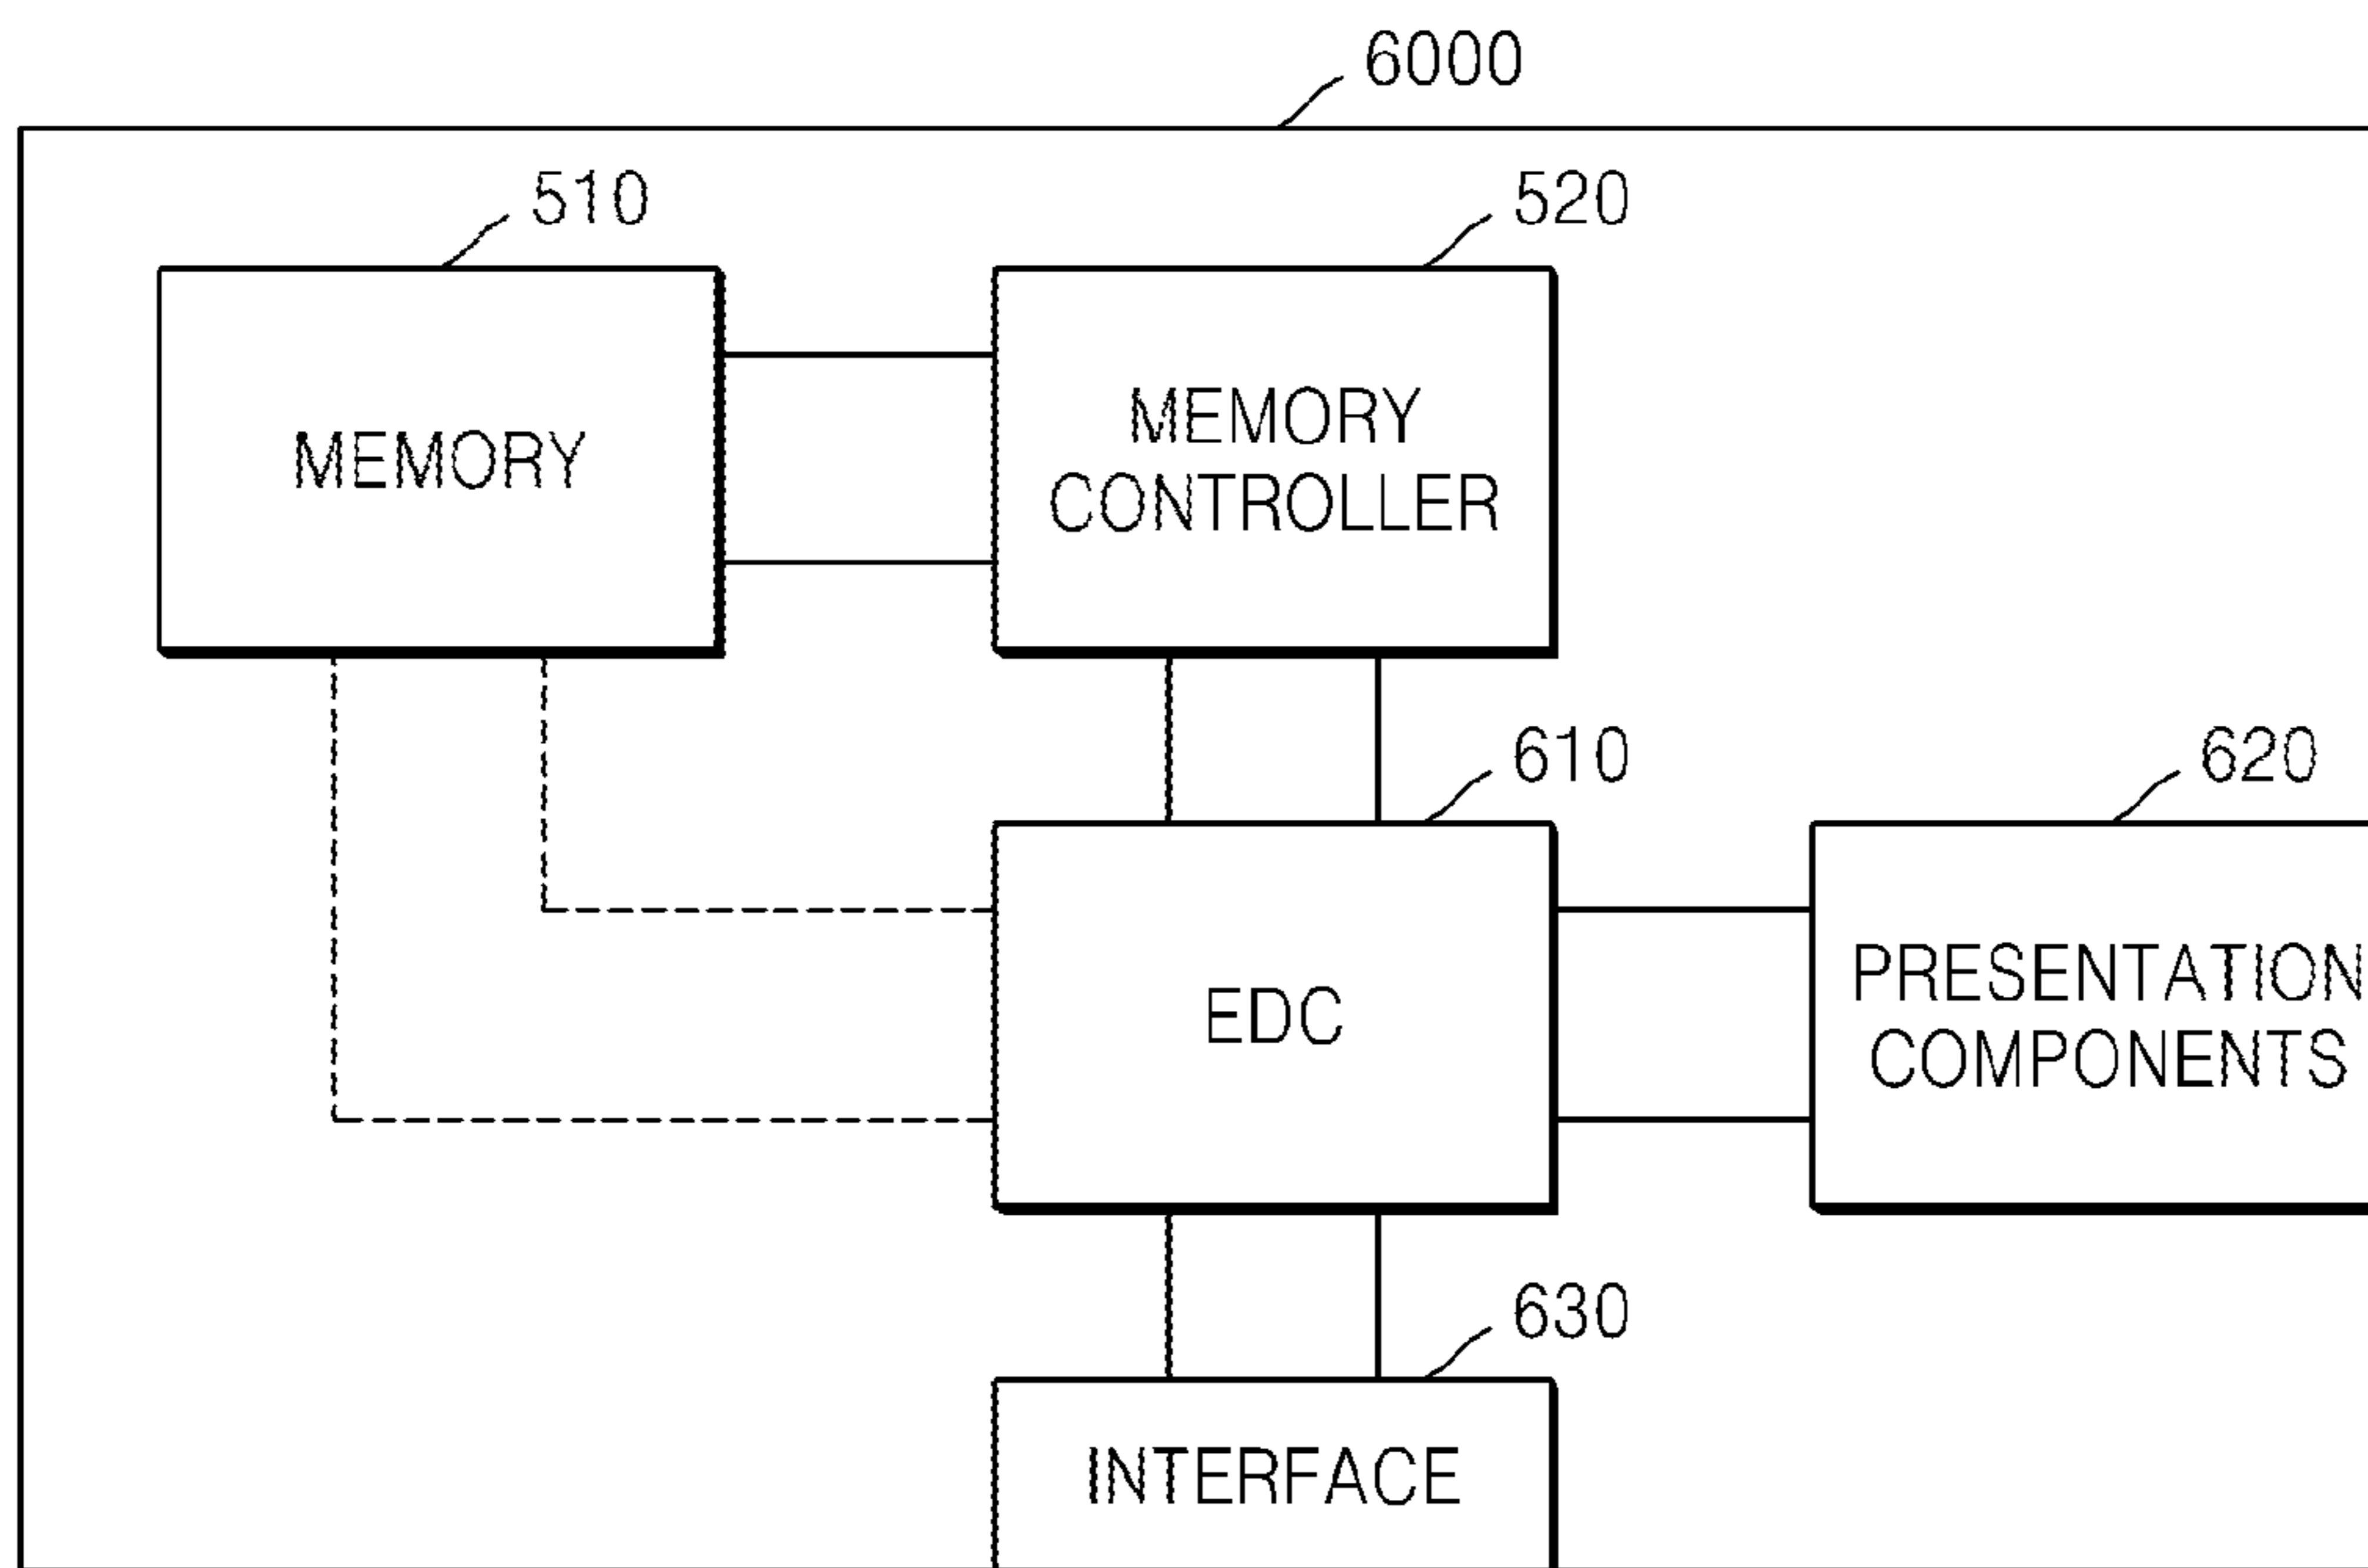 6000
510
520
MEMORY
MEMORY
CONTROLLER
610
620
EDC
PRESENTATION
COMPONENTS
630
INTERFACE